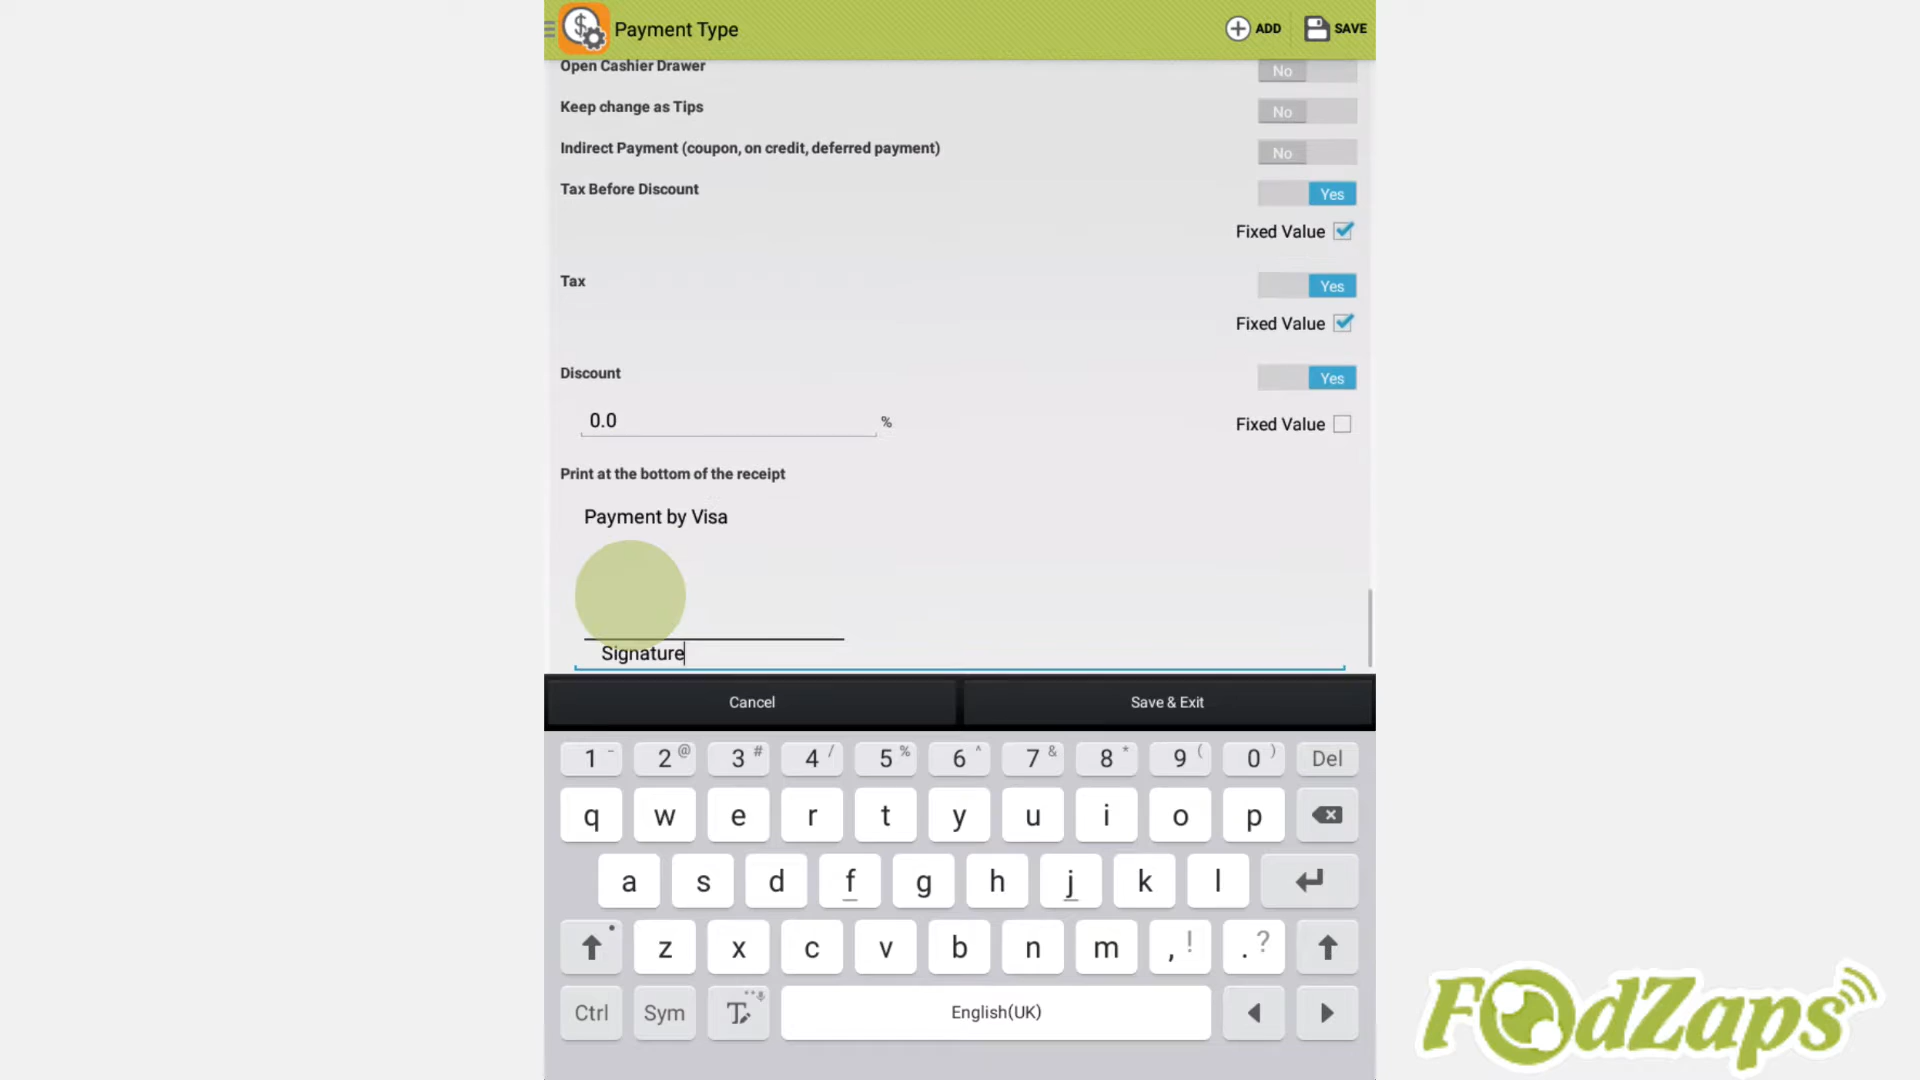 Payment Type
ADD
SAVE
Open Cashier Drawer
No
Keep change as Tips
No
Indirect Payment (coupon, on credit, deferred payment)
No
Tax Before Discount
Yes
Fixed Value
Tax
Yes
Fixed Value
Discount
Yes
0.0
%
Fixed Value
Print at the bottom of the receipt
Payment by Visa
Signature
Cancel
Save & Exit
1 - 2 @ 3 # 4 / 5 % 6 ^ 7 & 8 * 9 ( 0 ) Del
q w e r t y u i o p
a s d f g h j k l
z x c v b n m , ! . ?
Ctrl Sym T English(UK)
FoodZaps